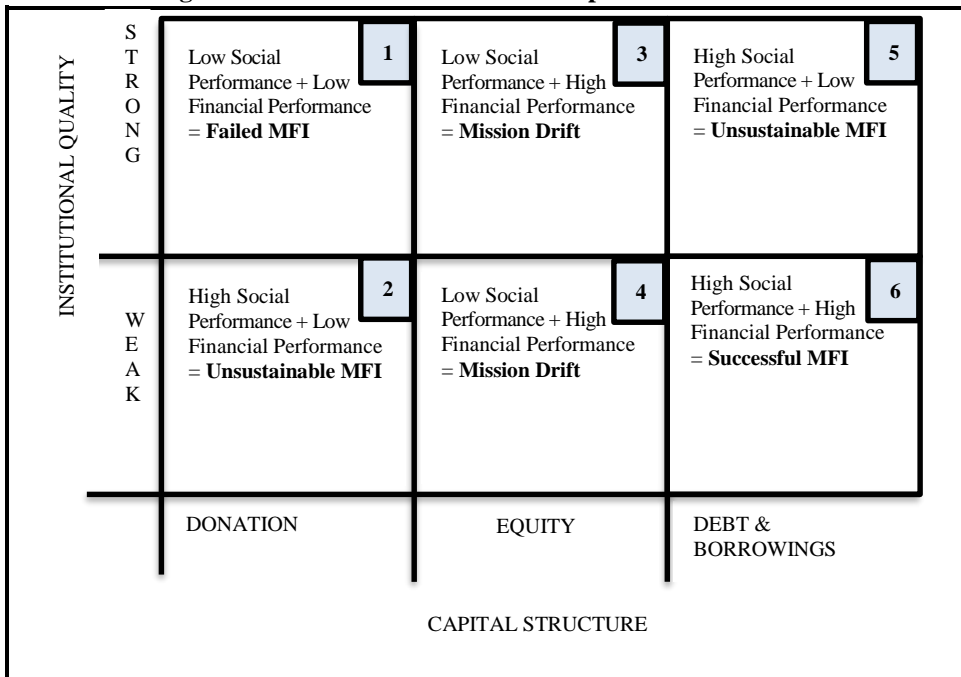 INSTITUTIONAL QUALITY
S
T
R
O
N
G
Low Social
Performance + Low
Financial Performance
= Failed MFI
1
Low Social
Performance + High
Financial Performance
= Mission Drift
3
High Social
Performance + Low
Financial Performance
= Unsustainable MFI
5
W
E
A
K
High Social
Performance + Low
Financial Performance
= Unsustainable MFI
2
Low Social
Performance + High
Financial Performance
= Mission Drift
4
High Social
Performance + High
Financial Performance
= Successful MFI
6
DONATION
EQUITY
DEBT &
BORROWINGS
CAPITAL STRUCTURE